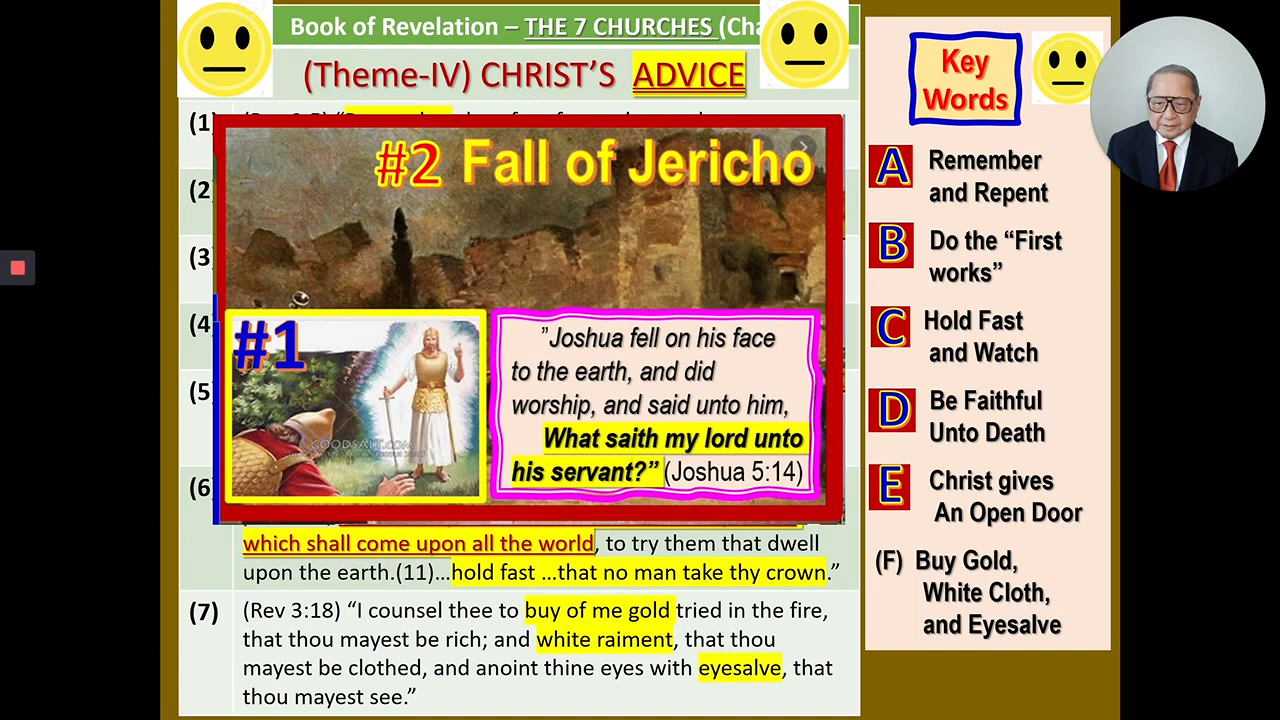 Book of Revelation – THE 7 CHURCHES (Cha
(Theme-IV) CHRIST’S ADVICE
(1)
(2)
(3)
(4)
(5)
(6)
#2 Fall of Jericho
#1
GOODSALT.COM
”Joshua fell on his face
to the earth, and did
worship, and said unto him,
What saith my lord unto
his servant?” (Joshua 5:14)
which shall come upon all the world, to try them that dwell
upon the earth.(11)…hold fast …that no man take thy crown.”
(7) (Rev 3:18) “I counsel thee to buy of me gold tried in the fire,
that thou mayest be rich; and white raiment, that thou
mayest be clothed, and anoint thine eyes with eyesalve, that
thou mayest see.”
Key
Words
A Remember
and Repent
B Do the “First
works”
C Hold Fast
and Watch
D Be Faithful
Unto Death
E Christ gives
An Open Door
(F) Buy Gold,
White Cloth,
and Eyesalve